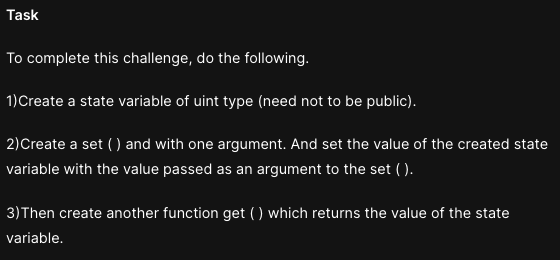 Task
To complete this challenge, do the following.
1)Create a state variable of uint type (need not to be public).
2)Create a set ( ) and with one argument. And set the value of the created state
variable with the value passed as an argument to the set ( ).
3)Then create another function get ( ) which returns the value of the state
variable.